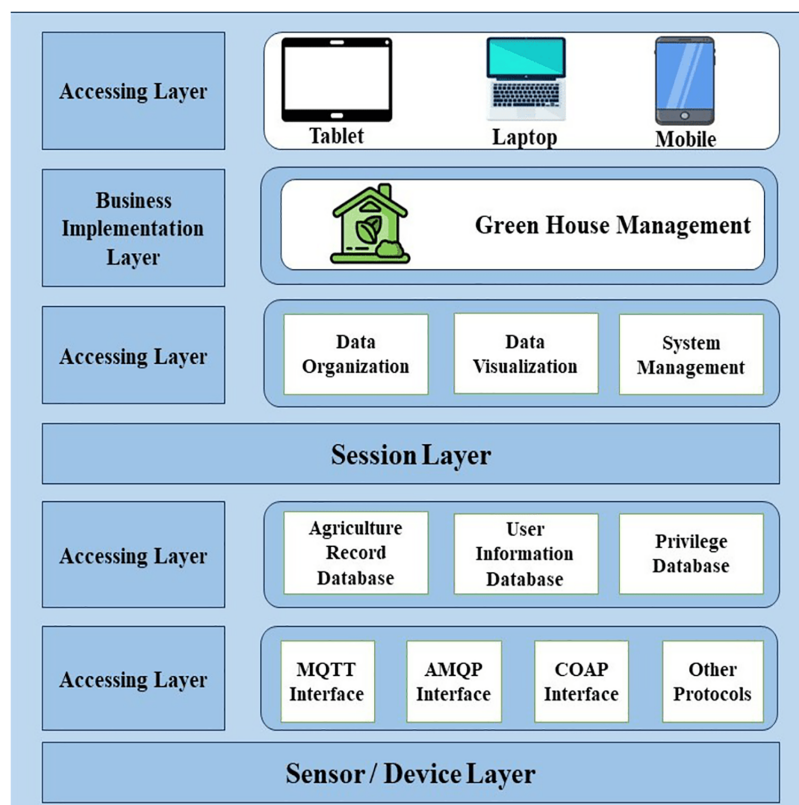 Accessing Layer
Tablet
Laptop
Mobile
Business
Implementation
Layer
Green House Management
Accessing Layer
Data
Organization
Data
Visualization
System
Management
Session Layer
Accessing Layer
Agriculture
Record
Database
User
Information
Database
Privilege
Database
Accessing Layer
MQTT
Interface
AMQP
Interface
COAP
Interface
Other
Protocols
Sensor / Device Layer